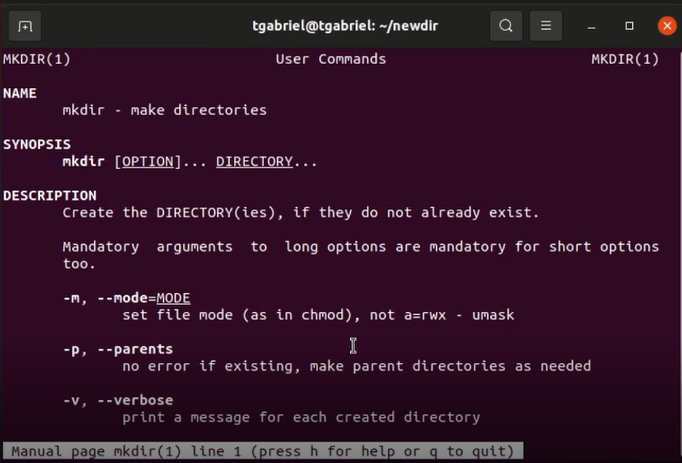 tgabriel@tgabriel: ~/newdir
MKDIR(1) User Commands MKDIR(1)
NAME
mkdir - make directories
SYNOPSIS
mkdir [OPTION]... DIRECTORY...
DESCRIPTION
Create the DIRECTORY(ies), if they do not already exist.
Mandatory  arguments  to  long options are mandatory for short options
too.
-m, --mode=MODE
set file mode (as in chmod), not a=rwx - umask
-p, --parents
no error if existing, make parent directories as needed
-v, --verbose
print a message for each created directory
Manual page mkdir(1) line 1 (press h for help or q to quit)